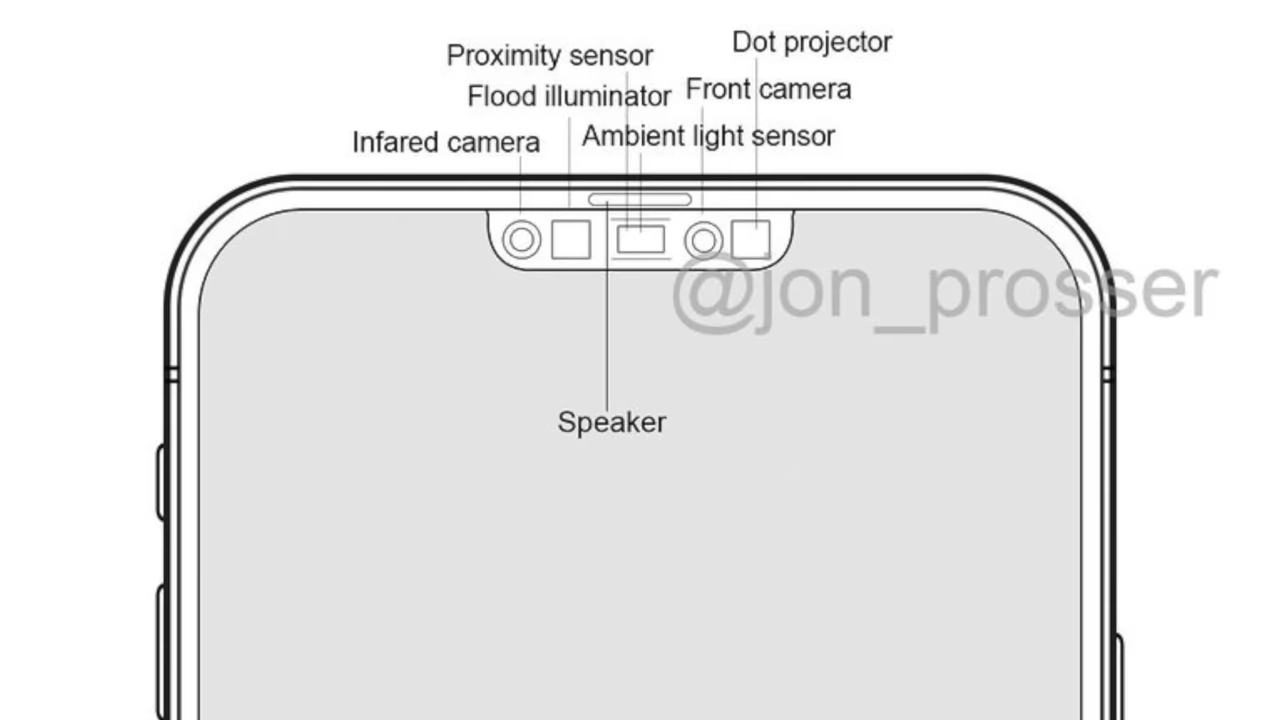 Dot projector
Proximity sensor
Front camera
Flood illuminator
Ambient light sensor
Infared camera
@jon_prosser
Speaker